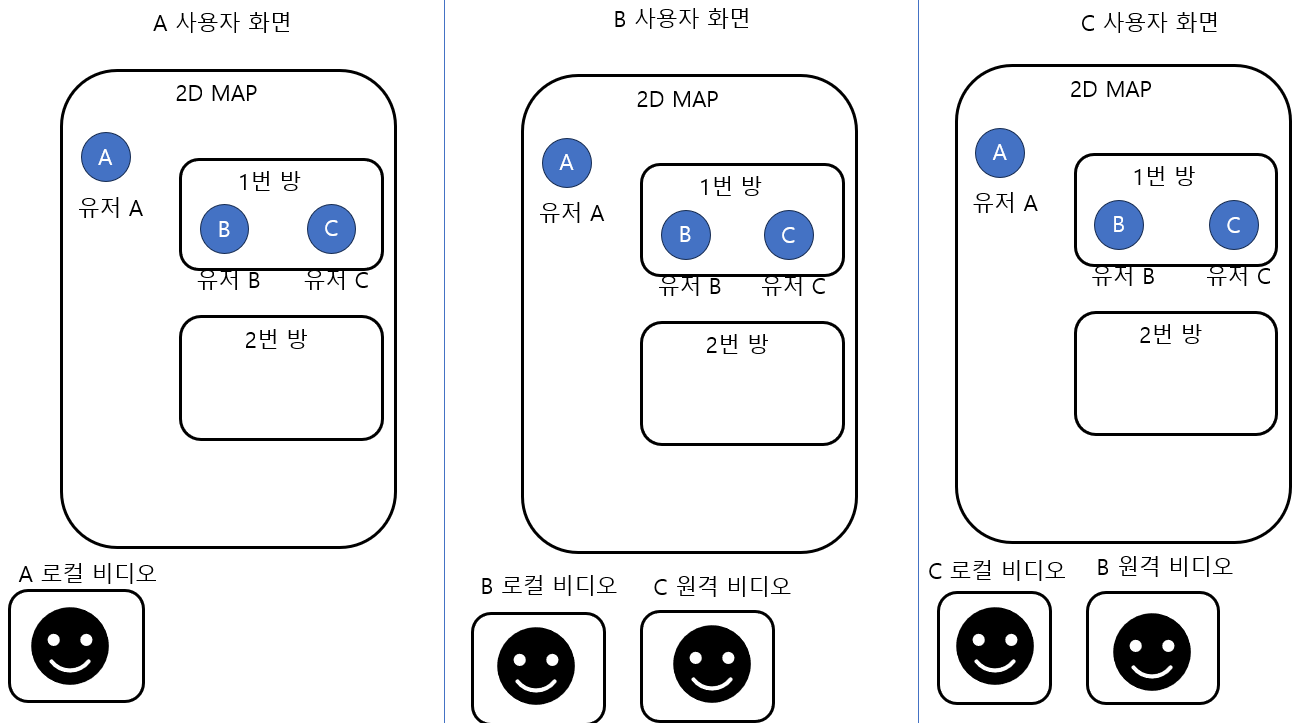 A 사용자 화면
2D MAP
A
유저 A
1번 방
B
C
유저 B
유저 C
2번 방
A 로컬 비디오
B 사용자 화면
2D MAP
A
유저 A
1번 방
B
C
유저 B
유저 C
2번 방
B 로컬 비디오
C 원격 비디오
C 사용자 화면
2D MAP
A
유저 A
1번 방
B
C
유저 B
유저 C
2번 방
C 로컬 비디오
B 원격 비디오